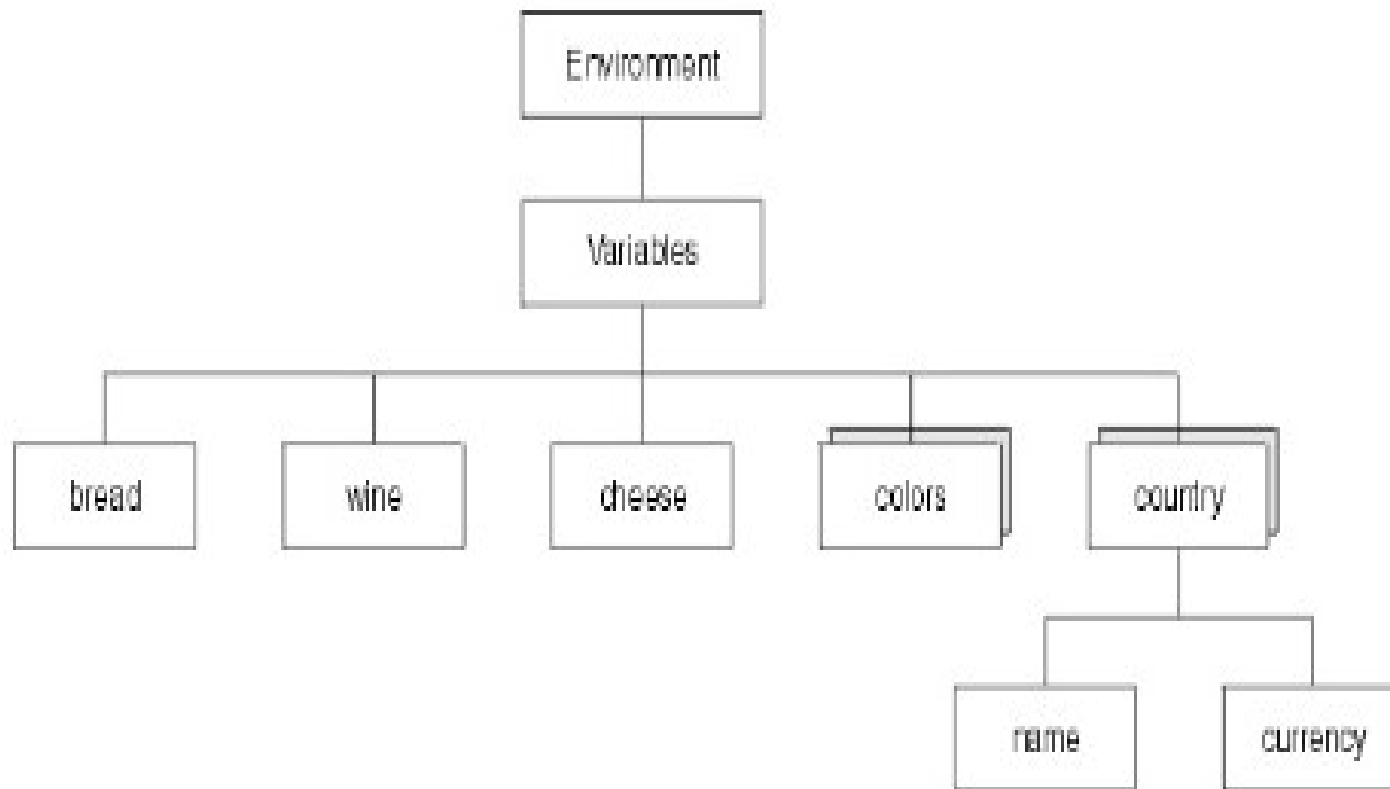 Environment
Variables
bread
wine
cheese
colors
country
name
currency